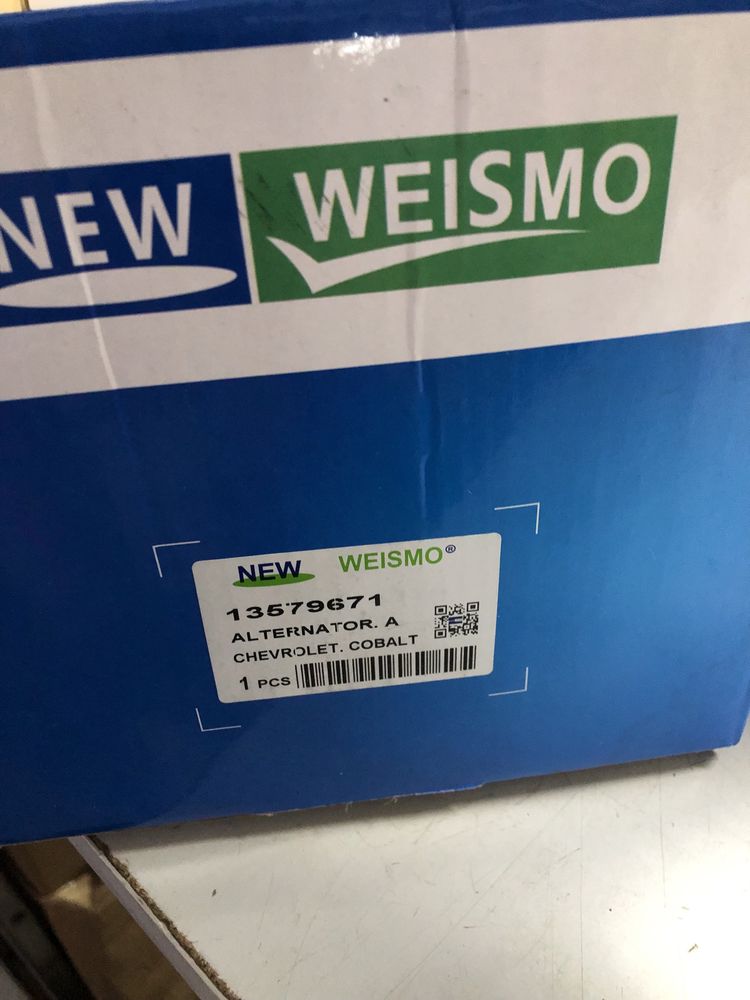 NEW WEISMO
NEW WEISMO®
13579671
ALTERNATOR. A
CHEVROLET. COBALT
1 PCS